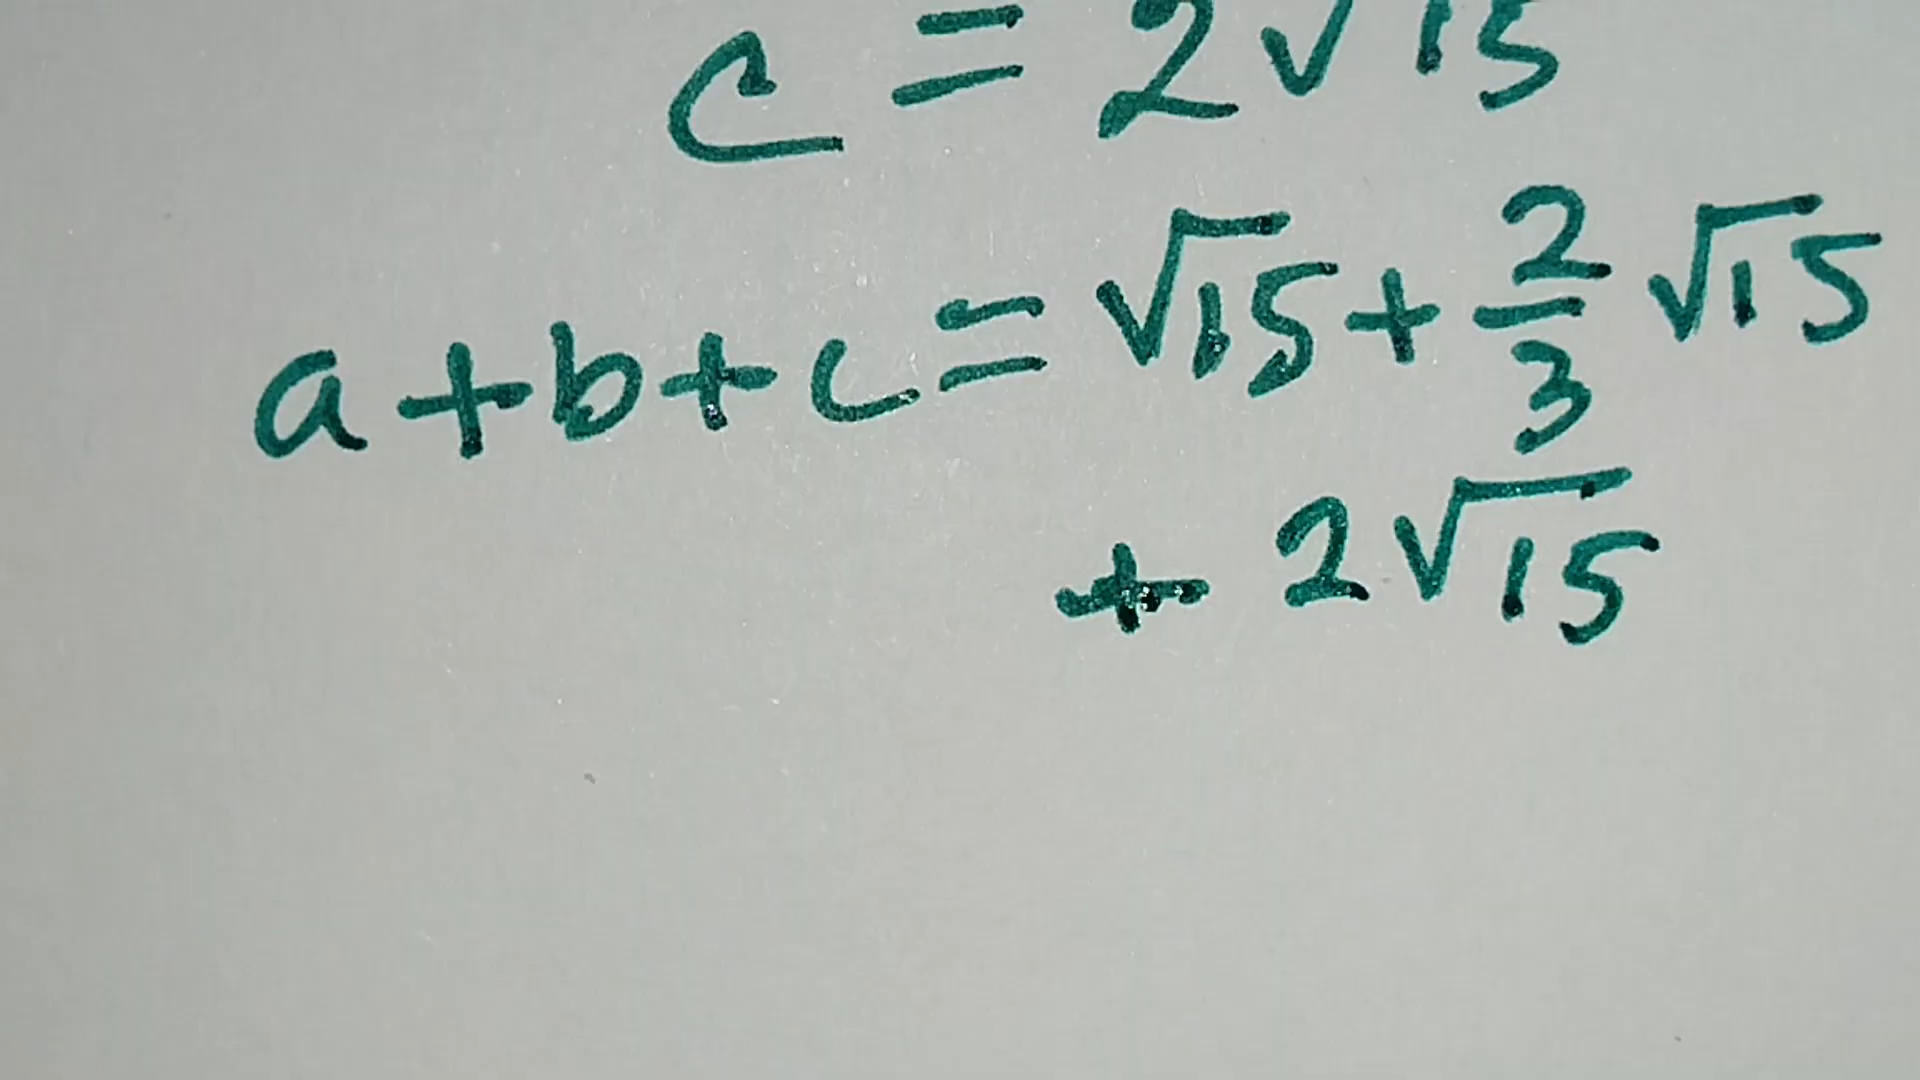 c = 2√15
a+b+c = √15 + 2/3 √15
+ 2√15